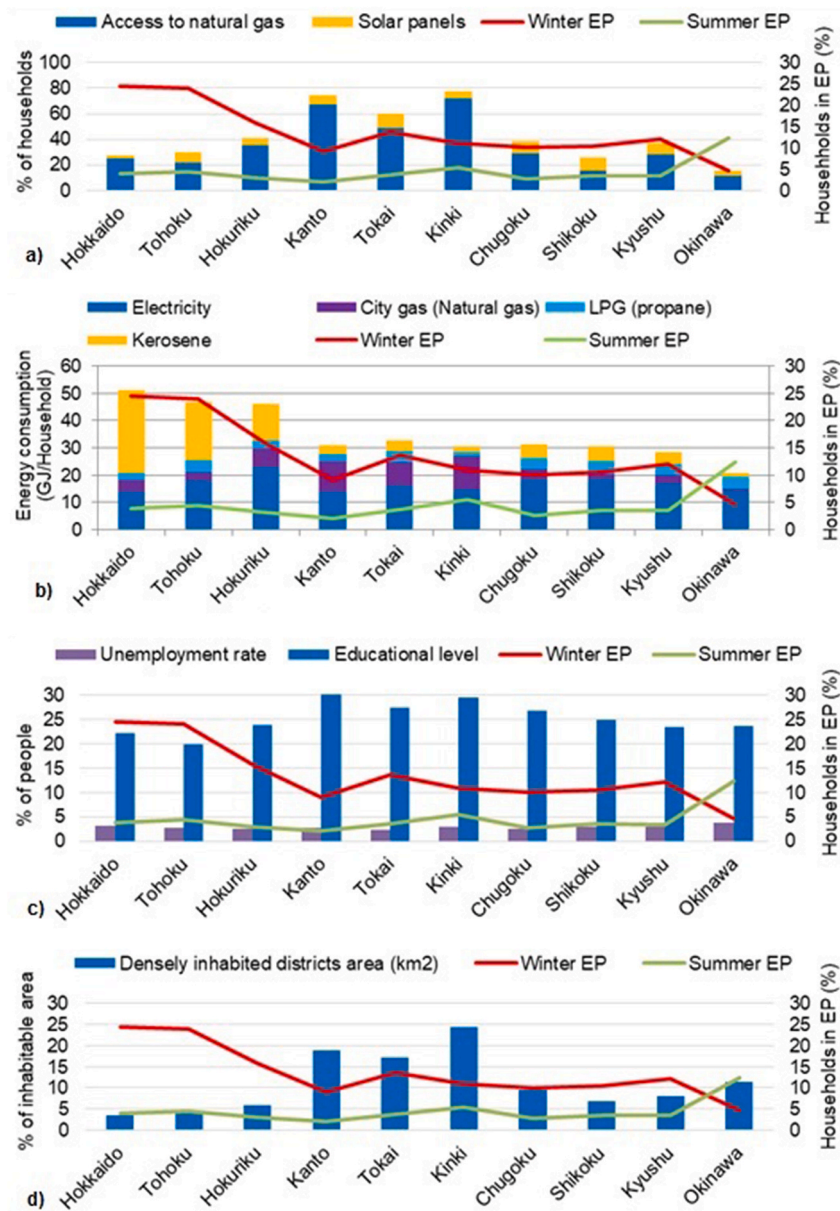 Access to natural gas Solar panels Winter EP Summer EP
% of households
100
80
60
40
20
0
30
25
20
15
10
5
0
Househholds in EP (%)
Hokkaido Tohoku Hokuriku Kanto Tokai Kinki Chugoku Shikoku Kyushu Okinawa
a)
Electricity City gas (Natural gas) LPG (propane)
Kerosene Winter EP Summer EP
Energy consumption
(GJ/Household)
60
50
40
30
20
10
0
30
25
20
15
10
5
0
Households in EP (%)
Hokkaido Tohoku Hokuriku Kanto Tokai Kinki Chugoku Shikoku Kyushu Okinawa
b)
Unemployment rate Educational level Winter EP Summer EP
% of people
30
25
20
15
10
5
0
30
25
20
15
10
5
0
Households in EP (%)
Hokkaido Tohoku Hokuriku Kanto Tokai Kinki Chugoku Shikoku Kyushu Okinawa
c)
Densely inhabited districts area (km2) Winter EP Summer EP
% of inhabitable area
30
25
20
15
10
5
0
30
25
20
15
10
5
0
Households in EP (%)
Hokkaido Tohoku Hokuriku Kanto Tokai Kinki Chugoku Shikoku Kyushu Okinawa
d)